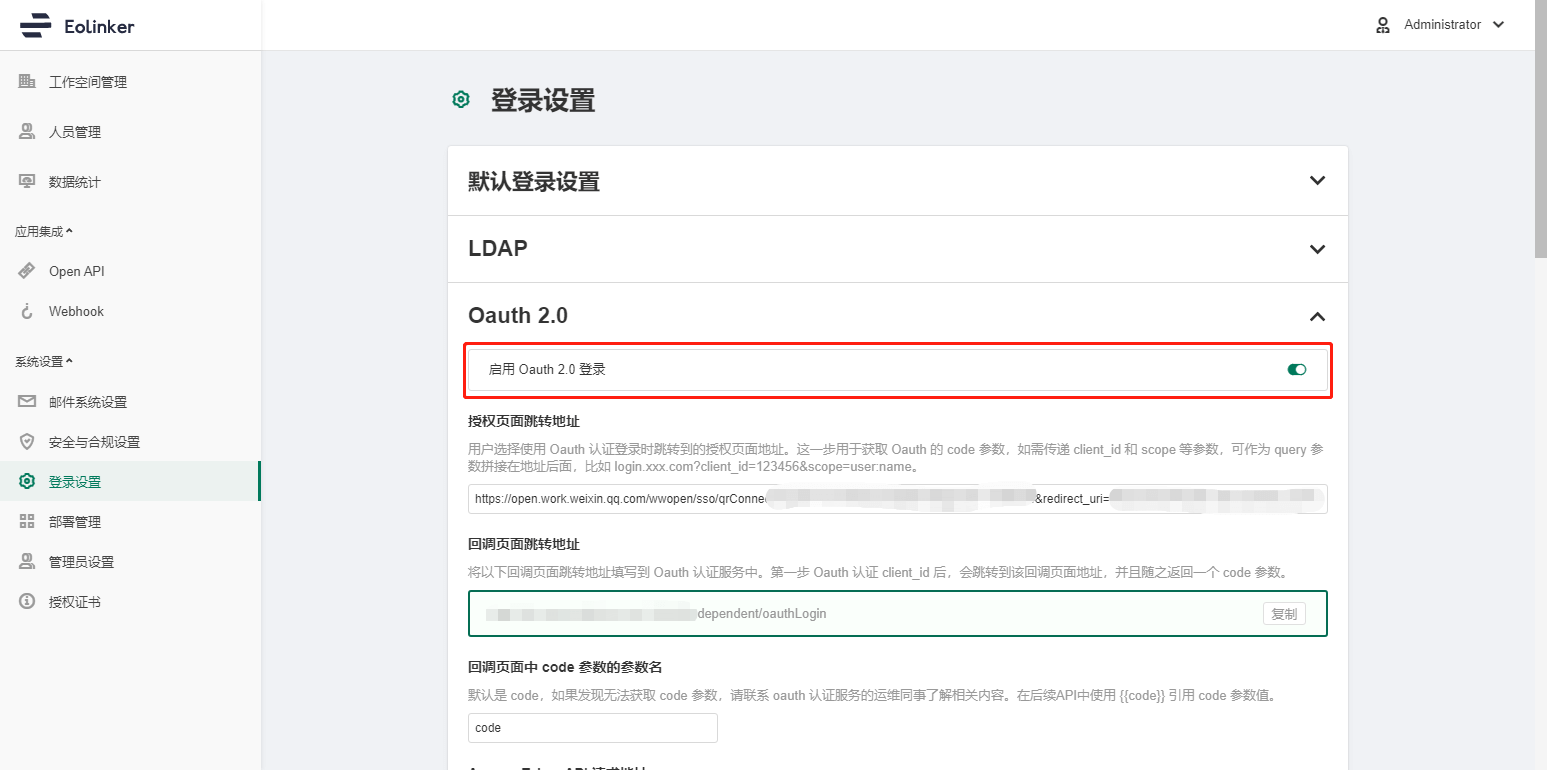 Eolinker
Administrator
工作空间管理
人员管理
数据统计
应用集成
Open API
Webhook
系统设置
邮件系统设置
安全与合规设置
登录设置
部署管理
管理员设置
授权证书
登录设置
默认登录设置
LDAP
Oauth 2.0
启用 Oauth 2.0 登录
授权页面跳转地址
用户选择使用 Oauth 认证登录时跳转到的授权页面地址。这一步用于获取 Oauth 的 code 参数，如需传递 client_id 和 scope 等参数，可作为 query 参
数拼接在地址后面，比如 login.xxx.com?client_id=123456&scope=user:name。
https://open.work.weixin.qq.com/wwopen/sso/qrConne
&redirect_uri=
回调页面跳转地址
将以下回调页面跳转地址填写到 Oauth 认证服务中。第一步 Oauth 认证 client_id 后，会跳转到该回调页面地址，并且随之返回一个 code 参数。
dependent/oauthLogin
复制
回调页面中 code 参数的参数名
默认是 code，如果发现无法获取 code 参数，请联系 oauth 认证服务的运维同事了解相关内容。在后续API中使用 {{code}} 引用 code 参数值。
code